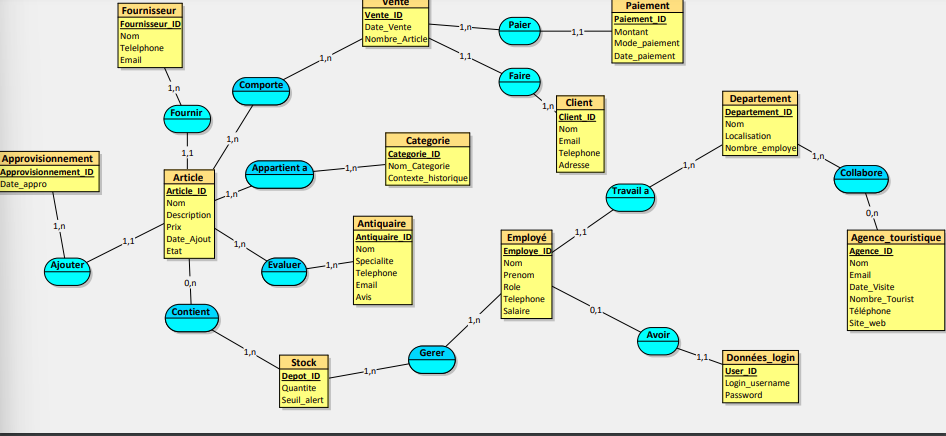 Fournisseur
Fournisseur_ID
Nom
Telelphone
Email
Vente
Vente_ID
Date_Vente
Nombre_Article
1,n
Paier
1,1
Paiement
Paiement_ID
Montant
Mode_paiement
Date_paiement
1,1
Faire
1,n
Client
Client_ID
Nom
Email
Telephone
Adresse
1,n
Comporte
1,n
1,n
Fournir
1,1
Departement
Departement_ID
Nom
Localisation
Nombre_employe
1,n
Collabore
0,n
Agence_touristique
Agence_ID
Nom
Email
Date_Visite
Nombre_Tourist
Téléphone
Site_web
Approvisionnement
Approvisionnement_ID
Date_appro
1,n
Ajouter
1,1
Article
Article_ID
Nom
Description
Prix
Date_Ajout
Etat
1,n
Appartient a
1,n
Categorie
Categorie_ID
Nom_Categorie
Contexte_historique
1,n
Evaluer
1,n
Antiquaire
Antiquaire_ID
Nom
Specialite
Telephone
Email
Avis
1,n
Travail a
1,1
Employé
Employe_ID
Nom
Prenom
Role
Telephone
Salaire
0,n
Contient
1,n
Stock
Depot_ID
Quantite
Seuil_alert
1,n
Gerer
1,n
0,1
Avoir
1,1
Données_login
User_ID
Login_username
Password